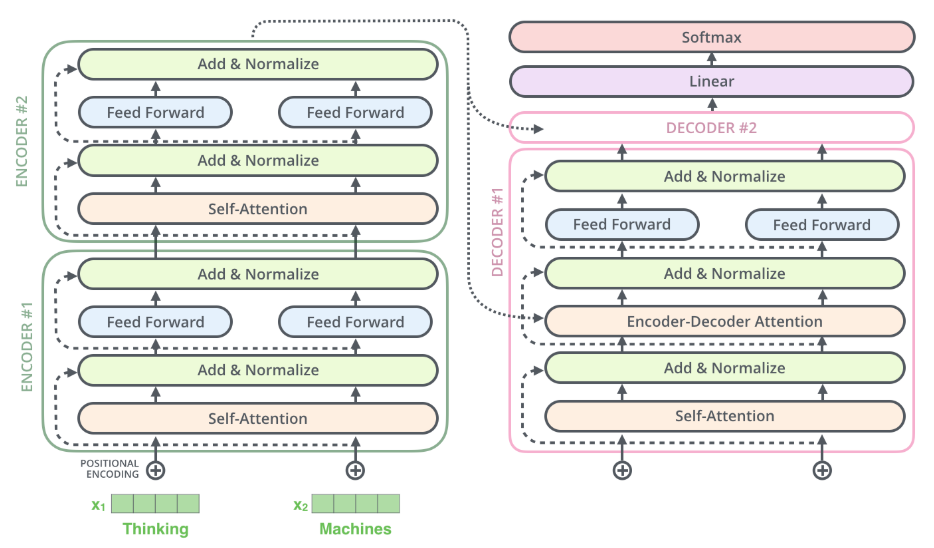 ENCODER #2
Add & Normalize
Feed Forward
Feed Forward
Add & Normalize
Self-Attention
ENCODER #1
Add & Normalize
Feed Forward
Feed Forward
Add & Normalize
Self-Attention
POSITIONAL
ENCODING
x1
x2
Thinking
Machines
Softmax
Linear
DECODER #2
DECODER #1
Add & Normalize
Feed Forward
Feed Forward
Add & Normalize
Encoder-Decoder Attention
Add & Normalize
Self-Attention